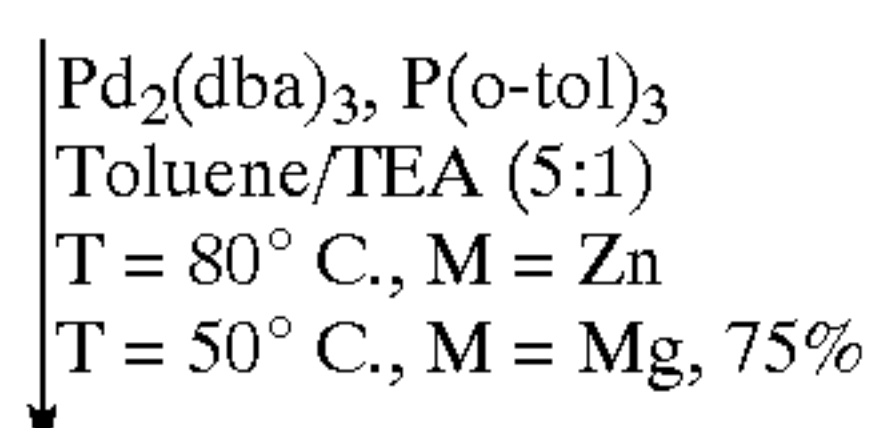 Pd₂(dba)₃, P(o-tol)₃
Toluene/TEA (5:1)
T = 80° C., M = Zn
T = 50° C., M = Mg, 75%